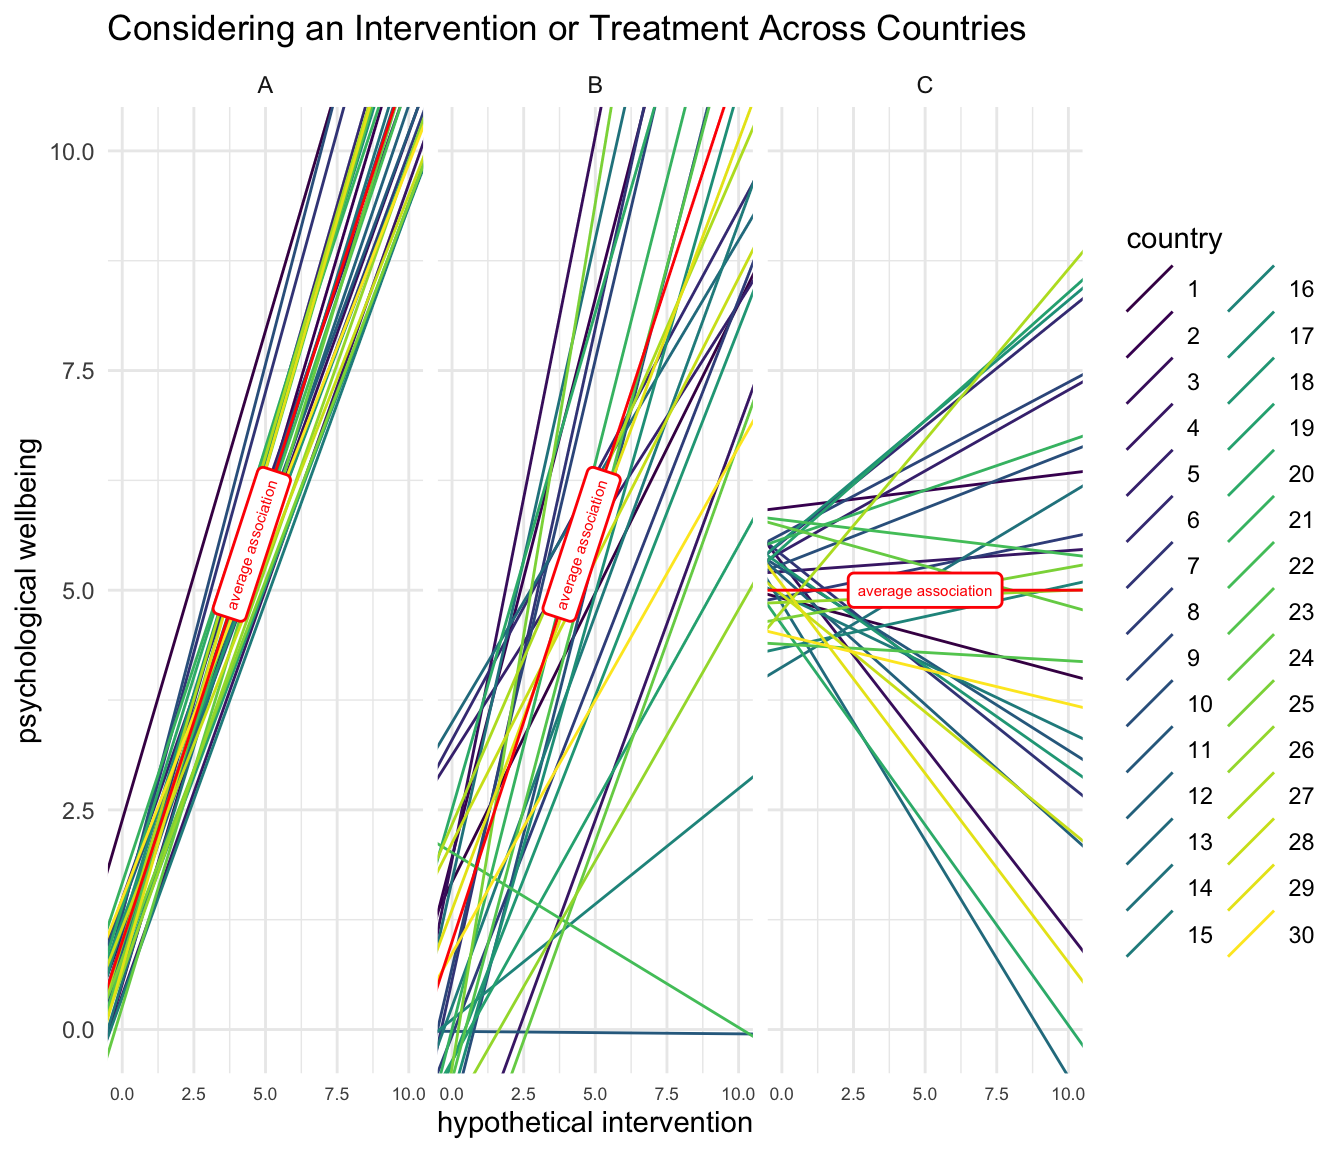 Considering an Intervention or Treatment Across Countries
A
B
C
psychological wellbeing
10.0
7.5
5.0
2.5
0.0
average association
average association
average association
0.0 2.5 5.0 7.5 10.0
0.0 2.5 5.0 7.5 10.0
0.0 2.5 5.0 7.5 10.0
hypothetical intervention
country
1
2
3
4
5
6
7
8
9
10
11
12
13
14
15
16
17
18
19
20
21
22
23
24
25
26
27
28
29
30